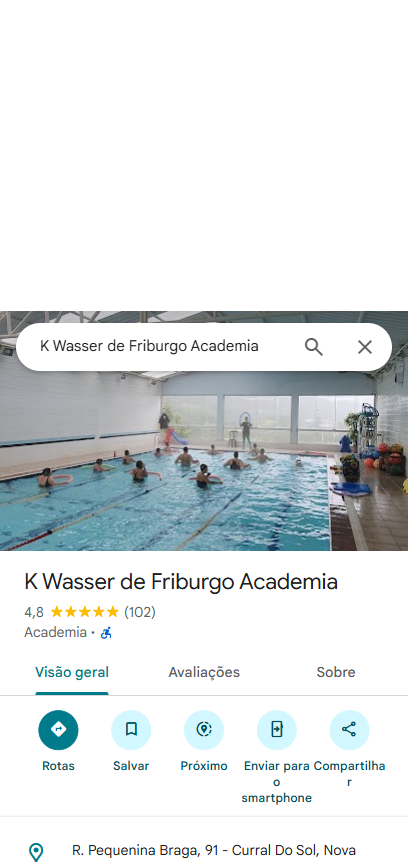 K Wasser de Friburgo Academia
K Wasser de Friburgo Academia
4,8 (102)
Academia ·
Visão geral Avaliações Sobre
Rotas Salvar Próximo Enviar para o smartphone Compartilhar
R. Pequenina Braga, 91 - Curral Do Sol, Nova